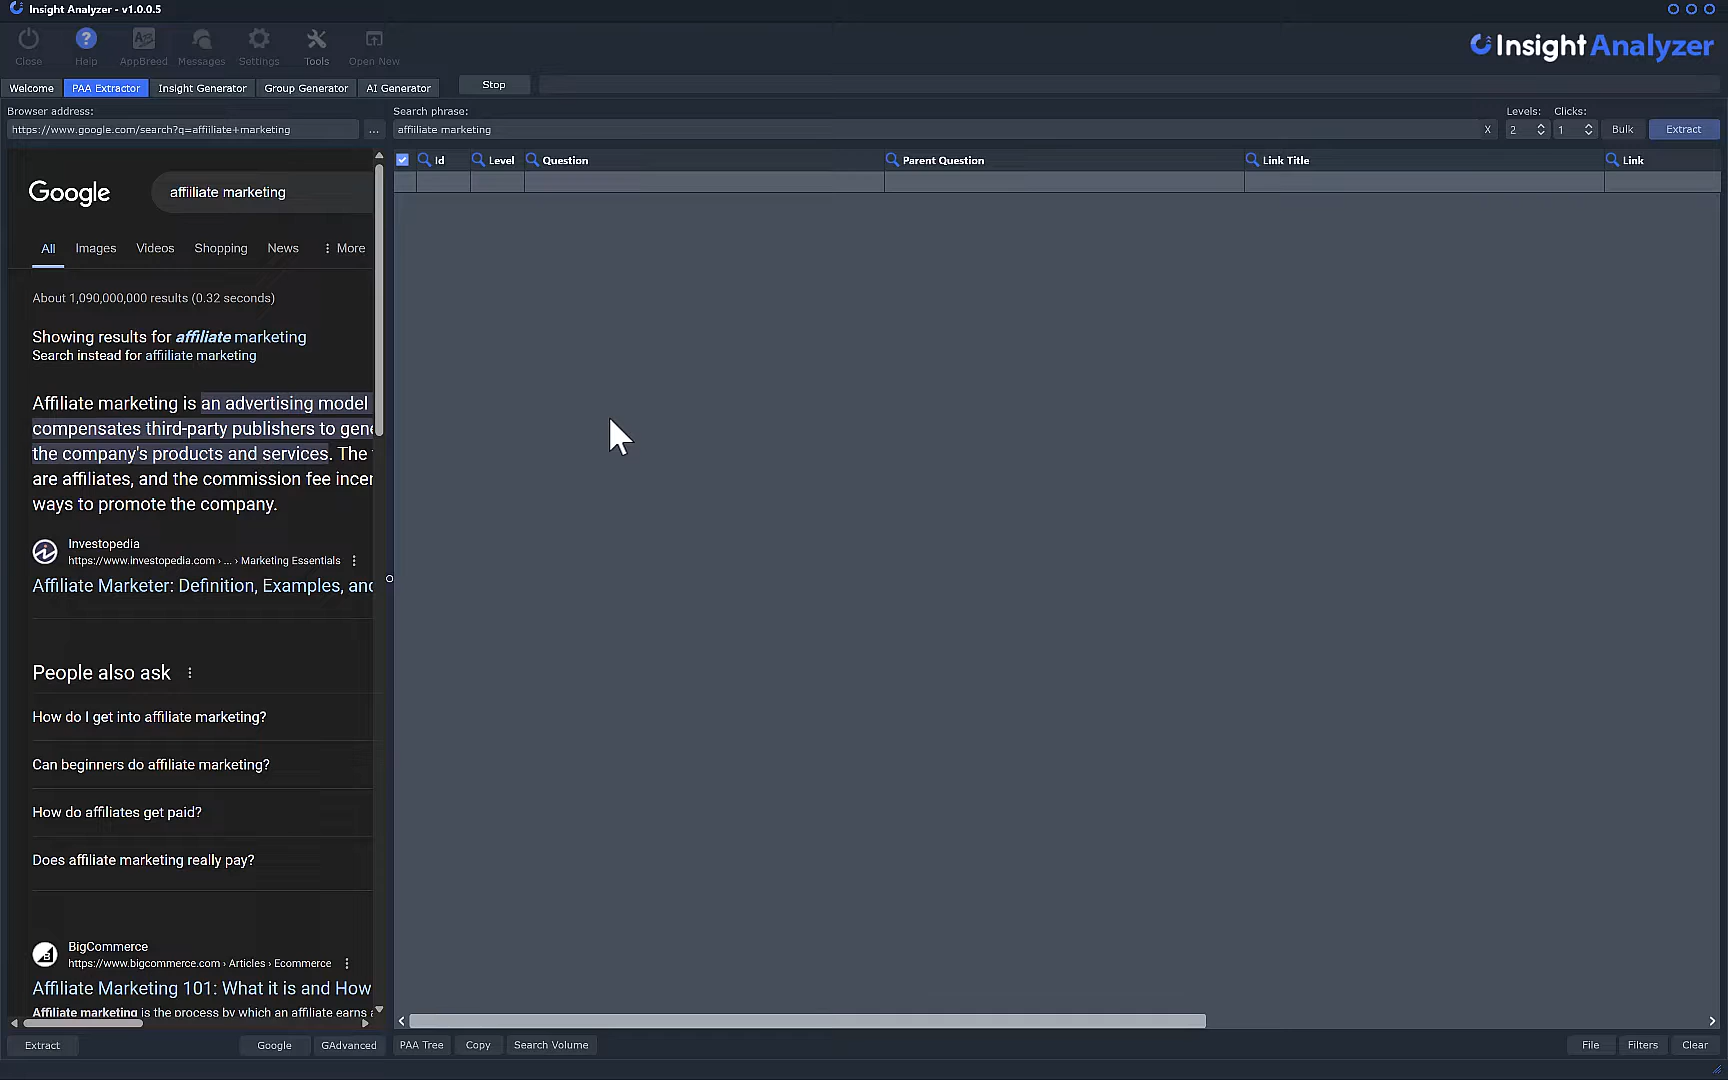 Insight Analyzer - v1.0.0.5
Close
Help
AppBreed
Messages
Settings
Tools
Open New
Insight Analyzer
Welcome
PAA Extractor
Insight Generator
Group Generator
AI Generator
Stop
Browser address:
https://www.google.com/search?q=affiiliate+marketing
...
Search phrase:
affiiliate marketing
X
Levels:
2
Clicks:
1
Bulk
Extract
Google
affiiliate marketing
All
Images
Videos
Shopping
News
More
About 1,090,000,000 results (0.32 seconds)
Showing results for affiliate marketing
Search instead for affiiliate marketing
Affiliate marketing is an advertising model
compensates third-party publishers to gene
the company's products and services. The
are affiliates, and the commission fee incer
ways to promote the company.
Investopedia
https://www.investopedia.com › ... › Marketing Essentials
Affiliate Marketer: Definition, Examples, and
People also ask
How do I get into affiliate marketing?
Can beginners do affiliate marketing?
How do affiliates get paid?
Does affiliate marketing really pay?
BigCommerce
https://www.bigcommerce.com › Articles › Ecommerce
Affiliate Marketing 101: What it is and How
Affiliate marketing is the process by which an affiliate earns
Id
Level
Question
Parent Question
Link Title
Link
Extract
Google
GAdvanced
PAA Tree
Copy
Search Volume
File
Filters
Clear